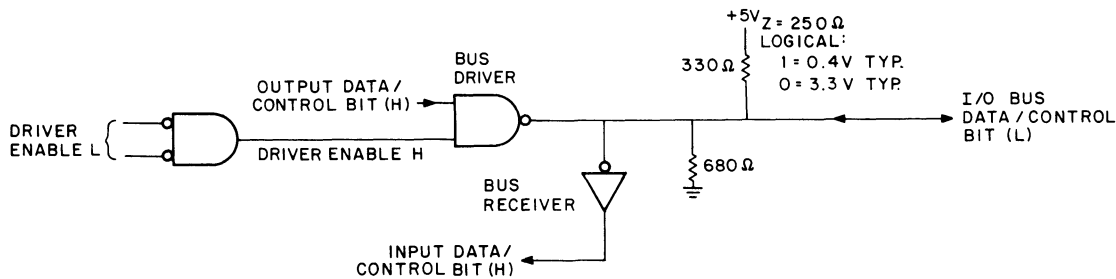 +5V Z = 250Ω
LOGICAL:
1 = 0.4V TYP.
0 = 3.3V TYP.
330Ω
BUS
DRIVER
OUTPUT DATA/
CONTROL BIT (H)
I/O BUS
DATA/CONTROL
BIT (L)
DRIVER
ENABLE L
DRIVER ENABLE H
680Ω
BUS
RECEIVER
INPUT DATA/
CONTROL BIT(H)